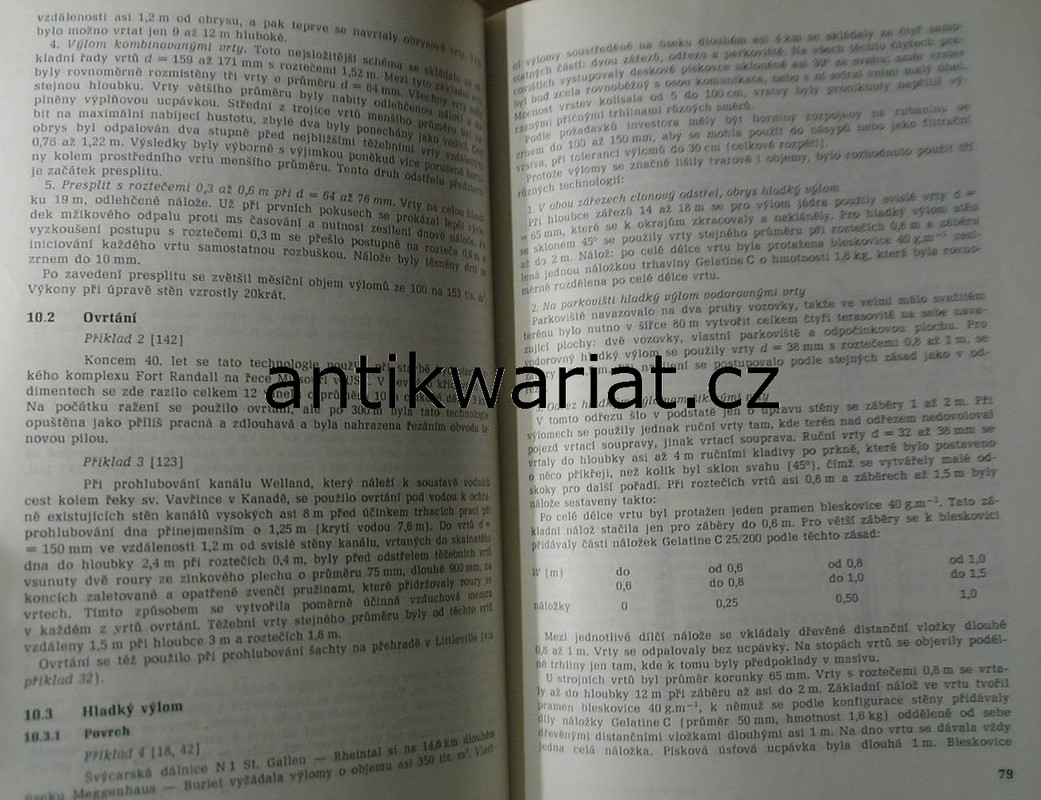 vzdálenosti asi 1,2 m od obrysu, a pak teprve se navrtaly obrysové vrty.
bylo možno vrtat jen 9 až 12 m hluboké.
4. Výlom kombinovanými vrty. Toto nejsložitější schéma se skládalo ze
kladní řady vrtů d = 159 až 171 mm s roztečemi 1,52 m. Mezi tyto základní vrty
byly rovnoměrně rozmístěny tři vrty o průměru d = 64 mm. Všechny vrty
stejnou hloubku. Vrty většího průměru byly nabity odlehčenou náloží a
plněny výplňovou ucpávkou. Střední z trojice vrtů menšího průměru byl
bit na maximální nabíjecí hustotu, zbylé dva byly ponechány jako vodicí. Celý
obrys byl odpalován dva stupně před nejbližšími těžebními vrty vzdálenými
0,76 až 1,22 m. Výsledky byly výborné s výjimkou poněkud více porušené
ny kolem prostředního vrtu menšího průměru. Tento druh odstřelu představuje
je začátek presplitu.
5. Presplit s roztečemi 0,3 až 0,6 m při d = 64 až 76 mm. Vrty na celou
ku 19 m, odlehčené nálože. Už při prvních pokusech se prokázal lepší
dek mžikového odpalu proti ms časování a nutnost zesílení dnové nálože. Po
vyzkoušení postupu s roztečemi 0,3 m se přešlo postupně na rozteče 0,6 m a
iniciování každého vrtu samostatnou rozbuškou. Nálože byly těsněny drtí se
zrnem do 10 mm.
Po zavedení presplitu se zvětšil měsíční objem výlomů ze 100 na 153 tis. m³.
Výkony při úpravě stěn vzrostly 20krát.
10.2 Ovrtání
Příklad 2 [142]
Koncem 40. let se tato technologie použila při stavbě
kého komplexu Fort Randall na řece Missouri v USA. V
dimentech se zde razilo celkem 12 tunelů o průměru 10 m
Na počátku ražení se použilo ovrtání, ale po 300 m byla tato technologie
opuštěna jako příliš pracná a zdlouhavá a byla nahrazena řezáním obvodu la-
novou pilou.
Příklad 3 [123]
Při prohlubování kanálu Welland, který náleží k soustavě vodních
cest kolem řeky sv. Vavřince v Kanadě, se použilo ovrtání pod vodou k ochra-
ně existujících stěn kanálů vysokých asi 8 m před účinkem trhacích prací při
prohlubování dna přinejmenším o 1,25 m (krytí vodou 7,6 m). Do vrtů d =
= 150 mm ve vzdálenosti 1,2 m od svislé stěny kanálu, vrtaných do skalnatého
dna do hloubky 2,4 m při roztečích 0,4 m, byly před odstřelem těžebních vrtů
vsunuty dvě roury ze zinkového plechu o průměru 75 mm, dlouhé 900 mm, na
koncích zaletované a opatřené zvenčí pružinami, které přidržovaly roury ve
vrtech. Tímto způsobem se vytvořila poměrně účinná vzduchová mezera
v každém z vrtů ovrtání. Těžební vrty stejného průměru byly od těchto vrtů
vzdáleny 1,5 m při hloubce 3 m a roztečích 1,8 m.
Ovrtání se též použilo při prohlubování šachty na přehradě v Littleville (viz
příklad 32).
10.3 Hladký výlom
10.3.1 Povrch
Příklad 4 [18, 42]
Švýcarská dálnice N 1 St. Gallen — Rheintal si na 14,6 km dlouhém
úseku Meggenhaus — Buriet vyžádala výlomy o objemu asi 350 tis. m³. Vlast-
ní výlomy soustředěné na úseku dlouhém asi 4 km se skládaly ze čtyř samo-
statných částí: dvou zářezů, odřezu a parkoviště. Na všech těchto čtyřech pra-
covištích vystupovaly deskové pískovce ukloněné asi 30° se svahu; směr vrstev
byl buď zcela rovnoběžný s osou komunikace, nebo s ní svíral velmi malý úhel.
Mocnost vrstev kolísala od 5 do 100 cm, vrstvy byly proniknuty nepříliš vý-
raznými příčnými trhlinami různých směrů.
Podle požadavků investora měly být horniny rozpojeny na rubaninu se
zrnem do 100 až 150 mm, aby se mohla použít do násypů nebo jako filtrační
vrstva, při toleranci výlomů do 30 cm (celkové rozpětí).
Protože výlomy se značně lišily tvarově i objemy, bylo rozhodnuto použít tří
různých technologií:
1. V obou zářezech clonový odstřel, obrys hladký výlom
Při hloubce zářezů 14 až 18 m se pro výlom jádra použily svislé vrty d =
= 65 mm, které se k okrajům zkracovaly a nakláněly. Pro hladký výlom stěn
se sklonem 45° se použily vrty stejného průměru při roztečích 0,8 m a záběru
až do 2 m. Nálož: po celé délce vrtu byla protažena bleskovice 40 g.m⁻¹ zesí-
lená jednou náložkou trhaviny Gelatine C o hmotnosti 1,6 kg, která byla rovno-
měrně rozdělena po celé délce vrtu.
2. Na parkovišti hladký výlom vodorovnými vrty
Parkoviště navazovalo na dva pruhy vozovky, takže ve velmi málo svažitém
terénu bylo nutno v šířce 80 m vytvořit celkem čtyři terasovitě na sebe nava-
zující plochy: dvě vozovky, vlastní parkoviště a odpočinkovou plochu. Pro
vodorovný hladký výlom se použily vrty d = 38 mm s roztečemi 0,8 až 1 m, se
se postupovalo podle stejných zásad jako v od-
V tomto odřezu šlo v podstatě jen o úpravu stěny se záběry 1 až 2 m. Při
výlomech se použily jednak ruční vrty tam, kde terén nad odřezem nedovoloval
pojezd vrtací soupravy, jinak vrtací souprava. Ruční vrty d = 32 až 38 mm se
vrtaly do hloubky asi až 4 m ručními kladivy po prkně, které bylo postaveno
o něco příkřeji, než kolik byl sklon svahu (45°), čímž se vytvářely malé od-
skoky pro další pořadí. Při roztečích vrtů asi 0,8 m a záběrech až 1,5 m byly
nálože sestaveny takto:
Po celé délce vrtu byl protažen jeden pramen bleskovice 40 g.m⁻¹. Tato zá-
kladní nálož stačila jen pro záběry do 0,6 m. Pro větší záběry se k bleskovici
přidávaly části náložek Gelatine C 25/200 podle těchto zásad:
W [m] do 0,6 od 0,6 do 0,8 od 0,8 do 1,0 od 1,0 do 1,5
náložky 0 0,25 0,50 1,0
Mezi jednotlivé dílčí nálože se vkládaly dřevěné distanční vložky dlouhé
0,8 až 1 m. Vrty se odpalovaly bez ucpávky. Na stopách vrtů se objevily podél-
né trhliny jen tam, kde k tomu byly předpoklady v masívu.
U strojních vrtů byl průměr korunky 65 mm. Vrty s roztečemi 0,8 m se vrta-
ly až do hloubky 12 m při záběru až asi do 2 m. Základní nálož ve vrtu tvořil
pramen bleskovice 40 g.m⁻¹, k němuž se podle konfigurace stěny přidávaly
díly náložky Gelatine C (průměr 50 mm, hmotnost 1,6 kg) oddělené od sebe
dřevěnými distančními vložkami dlouhými asi 1 m. Na dno vrtu se dávala vždy
jedna celá náložka. Písková ústová ucpávka byla dlouhá 1 m. Bleskovice
79
antikwariat.cz